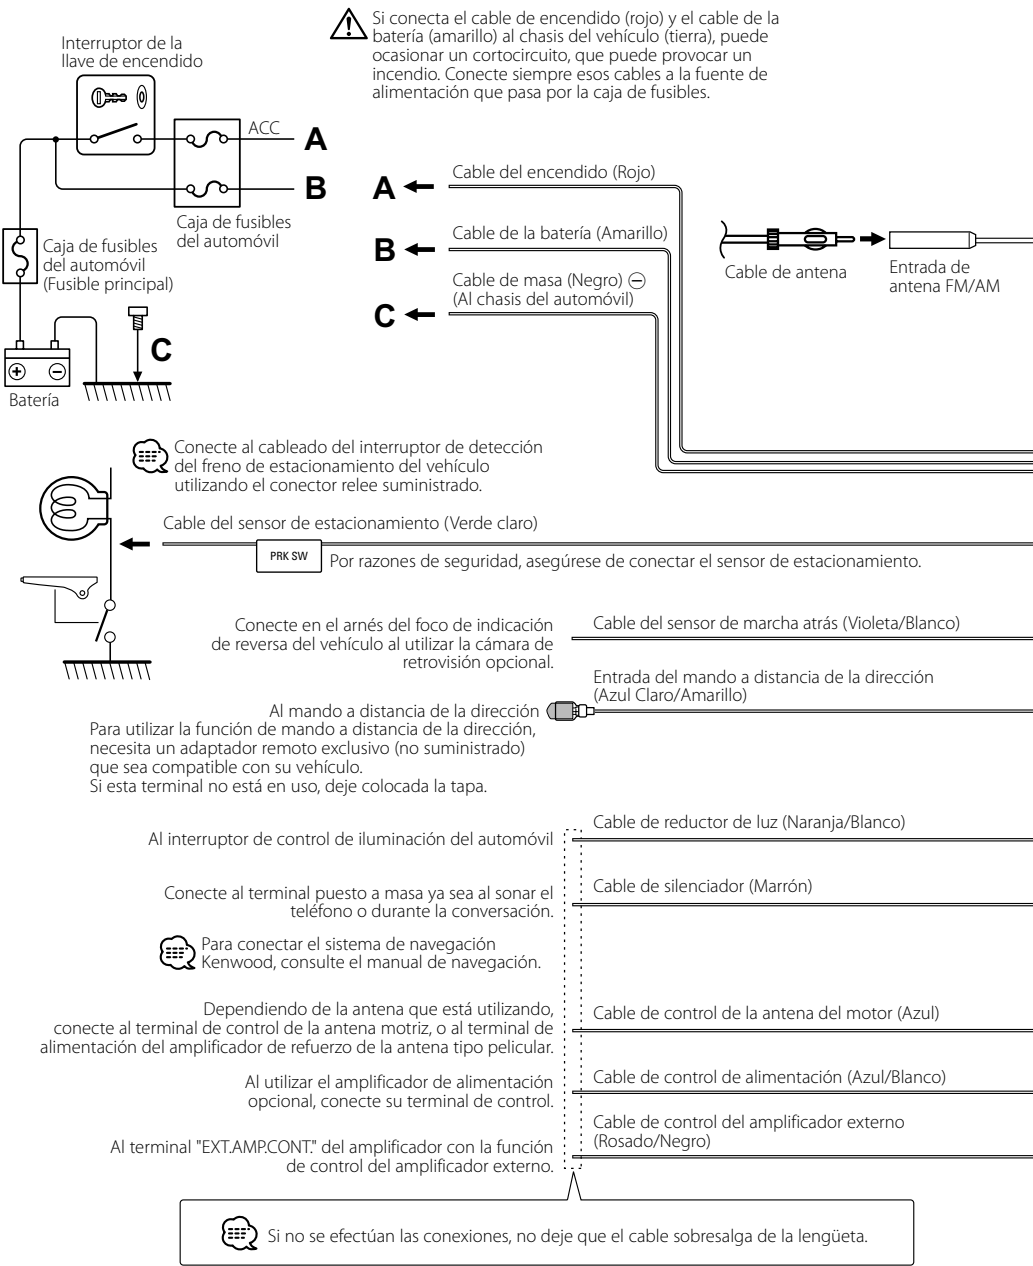 Si conecta el cable de encendido (rojo) y el cable de la
batería (amarillo) al chasis del vehículo (tierra), puede
ocasionar un cortocircuito, que puede provocar un
incendio. Conecte siempre esos cables a la fuente de
alimentación que pasa por la caja de fusibles.
Interruptor de la
llave de encendido
ACC
A
B
Caja de fusibles
del automóvil
Caja de fusibles
del automóvil
(Fusible principal)
C
Batería
A
Cable del encendido (Rojo)
B
Cable de la batería (Amarillo)
Cable de masa (Negro) ⊖
(Al chasis del automóvil)
C
Cable de antena
Entrada de
antena FM/AM
Conecte al cableado del interruptor de detección
del freno de estacionamiento del vehículo
utilizando el conector relee suministrado.
Cable del sensor de estacionamiento (Verde claro)
PRK SW
Por razones de seguridad, asegúrese de conectar el sensor de estacionamiento.
Conecte en el arnés del foco de indicación
de reversa del vehículo al utilizar la cámara de
retrovisión opcional.
Cable del sensor de marcha atrás (Violeta/Blanco)
Entrada del mando a distancia de la dirección
(Azul Claro/Amarillo)
Al mando a distancia de la dirección
Para utilizar la función de mando a distancia de la dirección,
necesita un adaptador remoto exclusivo (no suministrado)
que sea compatible con su vehículo.
Si esta terminal no está en uso, deje colocada la tapa.
Cable de reductor de luz (Naranja/Blanco)
Al interruptor de control de iluminación del automóvil
Cable de silenciador (Marrón)
Conecte al terminal puesto a masa ya sea al sonar el
teléfono o durante la conversación.
Para conectar el sistema de navegación
Kenwood, consulte el manual de navegación.
Dependiendo de la antena que está utilizando,
conecte al terminal de control de la antena motriz, o al terminal de
alimentación del amplificador de refuerzo de la antena tipo pelicular.
Cable de control de la antena del motor (Azul)
Al utilizar el amplificador de alimentación
opcional, conecte su terminal de control.
Cable de control de alimentación (Azul/Blanco)
Cable de control del amplificador externo
(Rosado/Negro)
Al terminal "EXT.AMP.CONT." del amplificador con la función
de control del amplificador externo.
Si no se efectúan las conexiones, no deje que el cable sobresalga de la lengüeta.